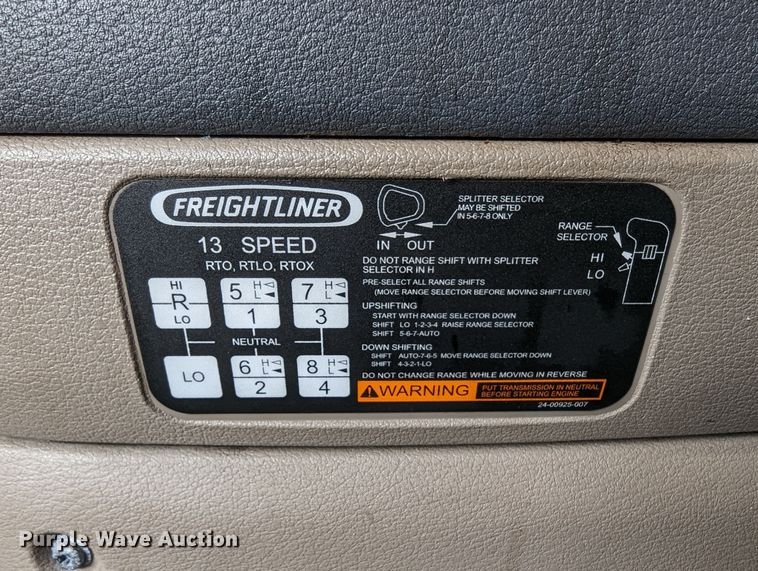 FREIGHTLINER
13 SPEED
RTO, RTLO, RTOX
HI
R
LO
5 H L
1
7 H L
3
NEUTRAL
LO
6 H L
2
8 H L
4
SPLITTER SELECTOR
MAY BE SHIFTED
IN 5-6-7-8 ONLY
IN OUT
RANGE
SELECTOR
HI
LO
DO NOT RANGE SHIFT WITH SPLITTER
SELECTOR IN H
PRE-SELECT ALL RANGE SHIFTS
(MOVE RANGE SELECTOR BEFORE MOVING SHIFT LEVER)
UPSHIFTING
START WITH RANGE SELECTOR DOWN
SHIFT LO 1-2-3-4 RAISE RANGE SELECTOR
SHIFT 5-6-7-AUTO
DOWN SHIFTING
SHIFT AUTO-7-6-5 MOVE RANGE SELECTOR DOWN
SHIFT 4-3-2-1-LO
DO NOT CHANGE RANGE WHILE MOVING IN REVERSE
WARNING
PUT TRANSMISSION IN NEUTRAL
BEFORE STARTING ENGINE
24-00925-007
Purple Wave Auction